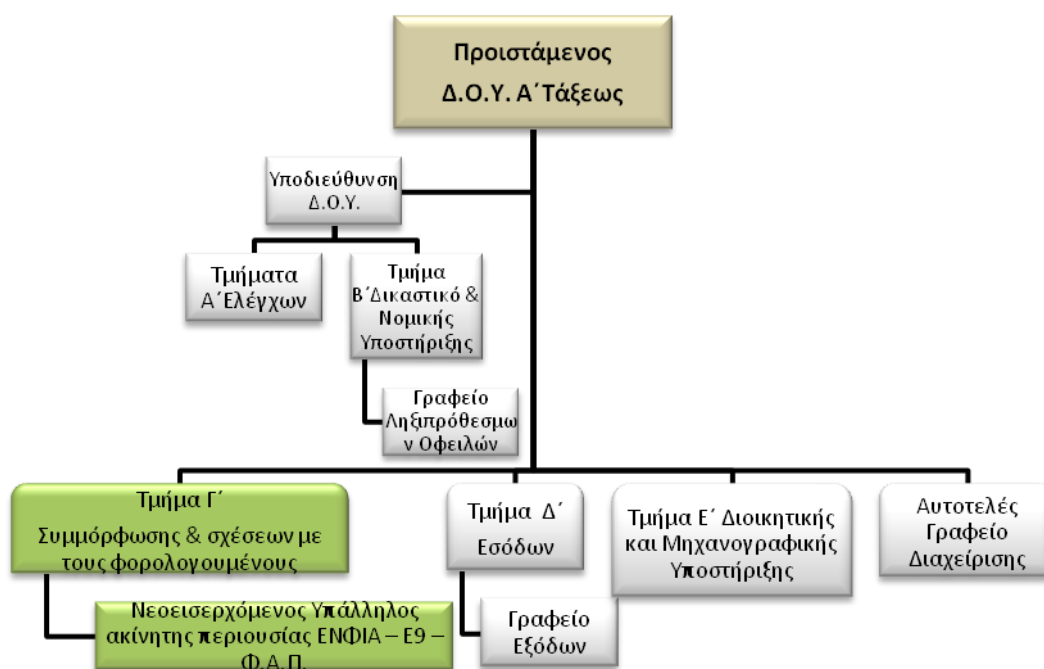 Προιστάμενος
Δ.Ο.Υ. Α΄Τάξεως
Υποδιεύθυνση
Δ.Ο.Υ.
Τμήματα
Α΄Ελέγχων
Τμήμα
Β΄Δικαστικό &
Νομικής
Υποστήριξης
Γραφείο
Ληξιπρόθεσμω
ν Οφειλών
Τμήμα Γ΄
Συμμόρφωσης & σχέσεων με
τους φορολογουμένους
Νεοεισερχόμενος Υπάλληλος
ακίνητης περιουσίας ΕΝΦΙΑ – Ε9 –
Φ.Α.Π.
Τμήμα Δ΄
Εσόδων
Γραφείο
Εξόδων
Τμήμα Ε΄ Διοικητικής
και Μηχανογραφικής
Υποστήριξης
Αυτοτελές
Γραφείο
Διαχείρισης